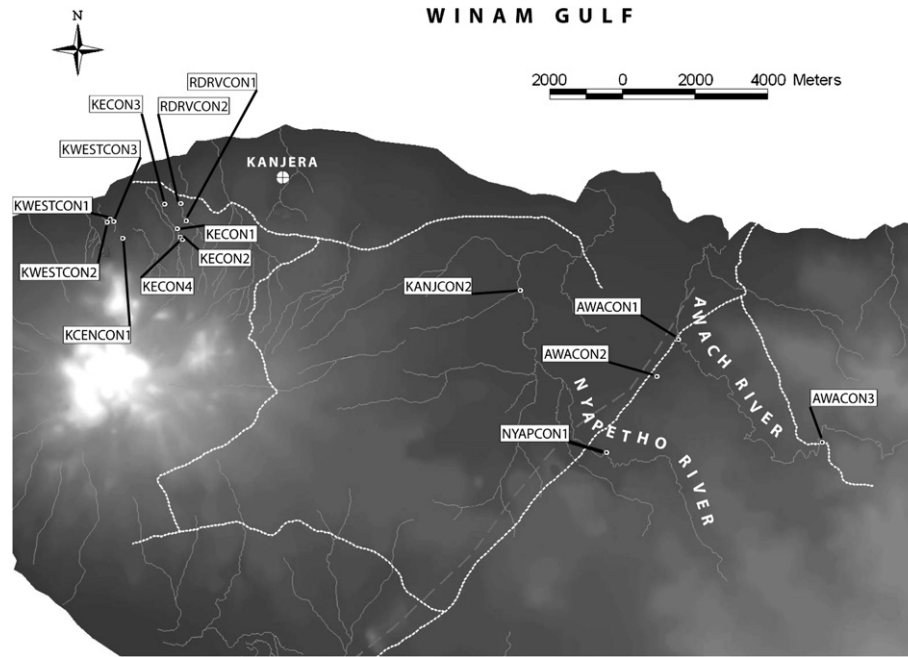 WINAM GULF
N
2000 0 2000 4000 Meters
RDRVCON1
KECON3
RDRVCON2
KWESTCON3
KANJERA
KWESTCON1
KECON1
KWESTCON2
KECON2
KECON4
KANJCON2
KCENCON1
AWACON1
AWACON2
AWACON3
NYAPCON1
AWACH RIVER
NYAPETHO RIVER